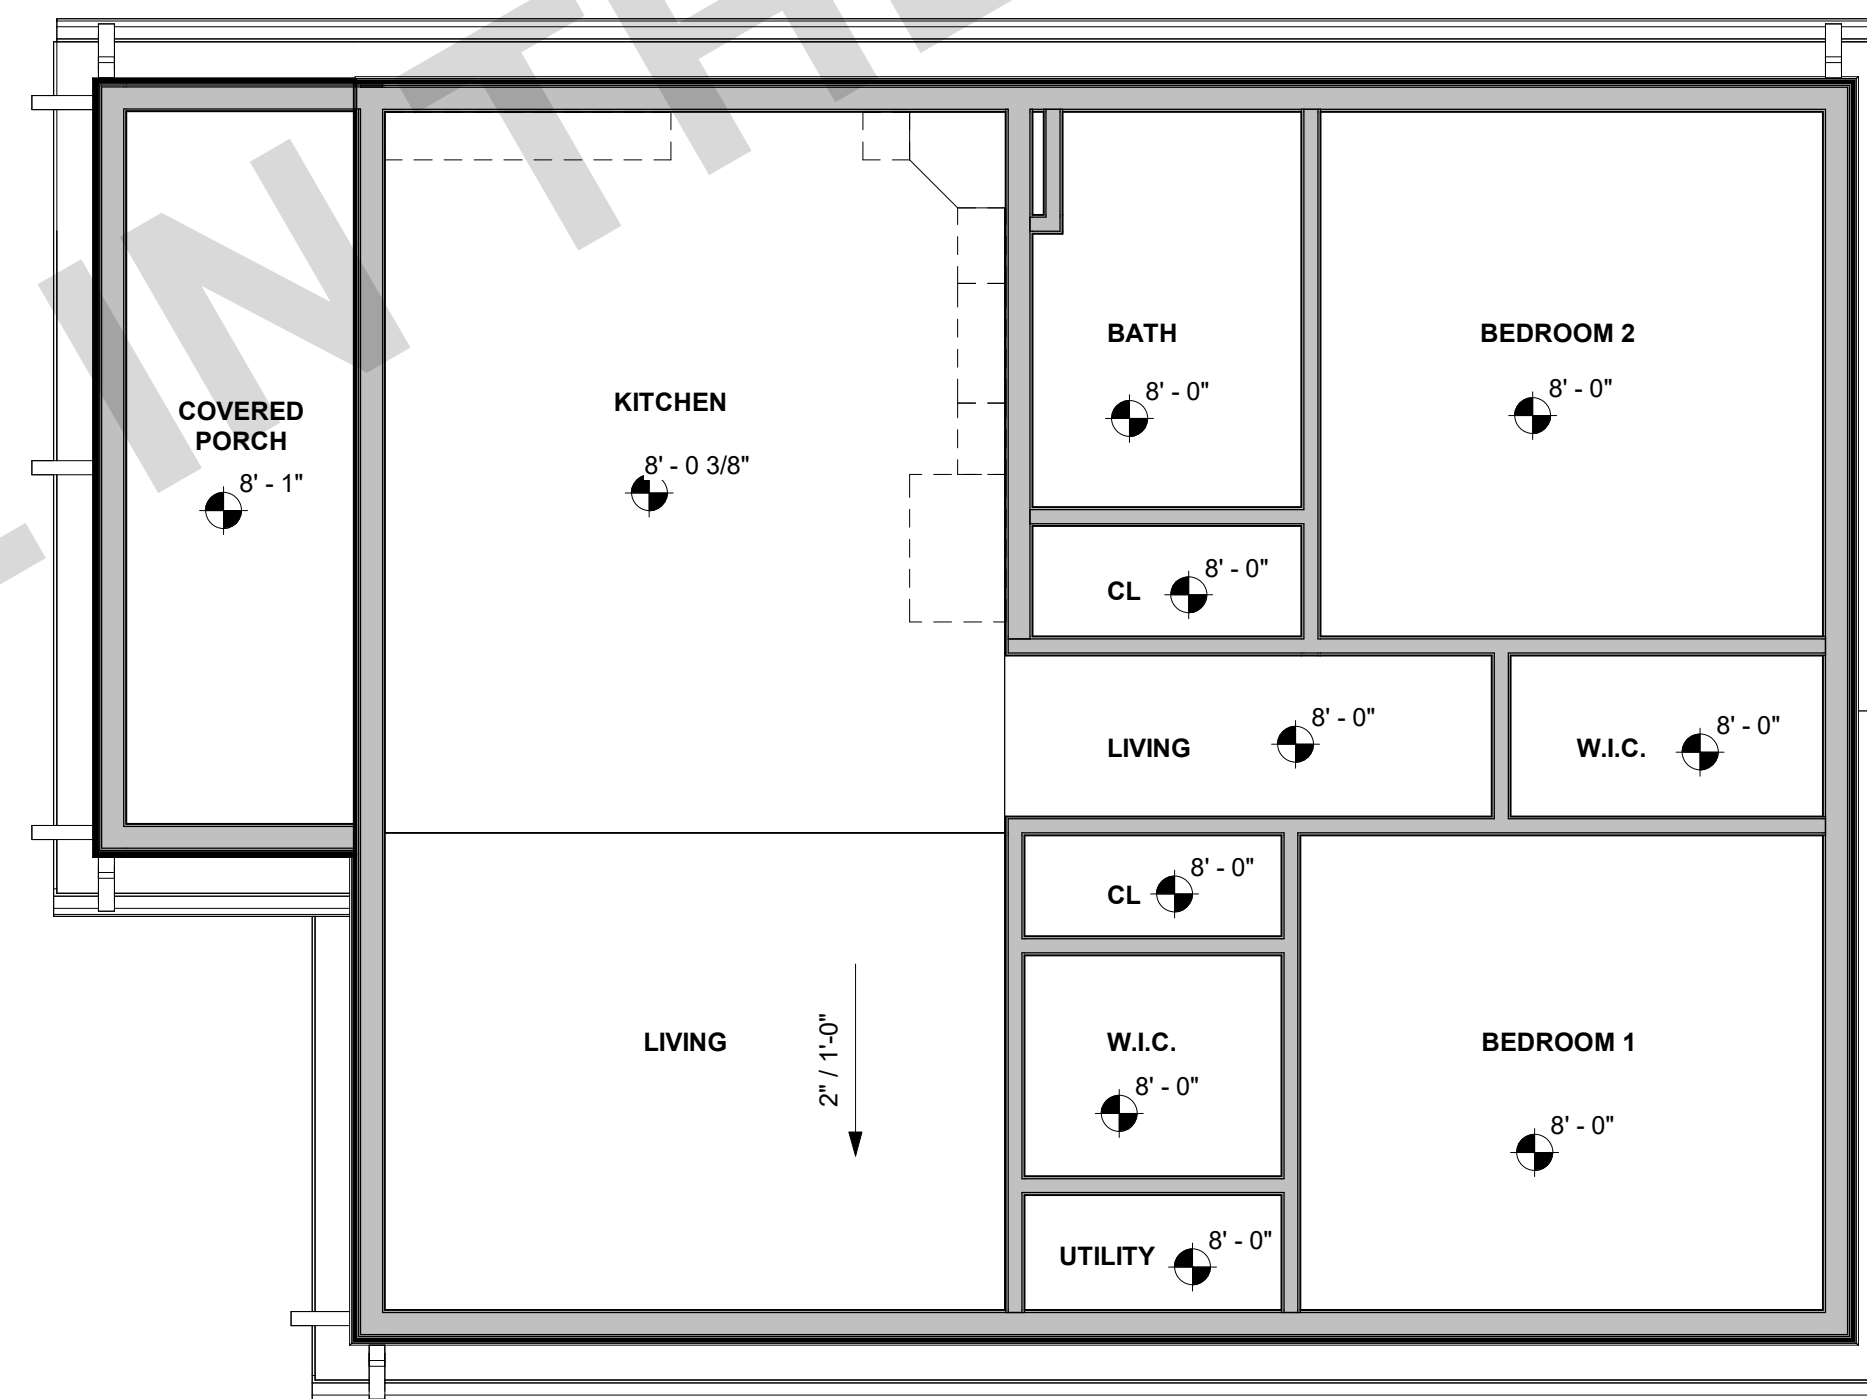 IN THE
BATH
8' - 0"
BEDROOM 2
8' - 0"
KITCHEN
8' - 0 3/8"
COVERED
PORCH
8' - 1"
CL
8' - 0"
LIVING
8' - 0"
W.I.C.
8' - 0"
CL
8' - 0"
LIVING
2" / 1'-0"
W.I.C.
8' - 0"
BEDROOM 1
8' - 0"
UTILITY
8' - 0"